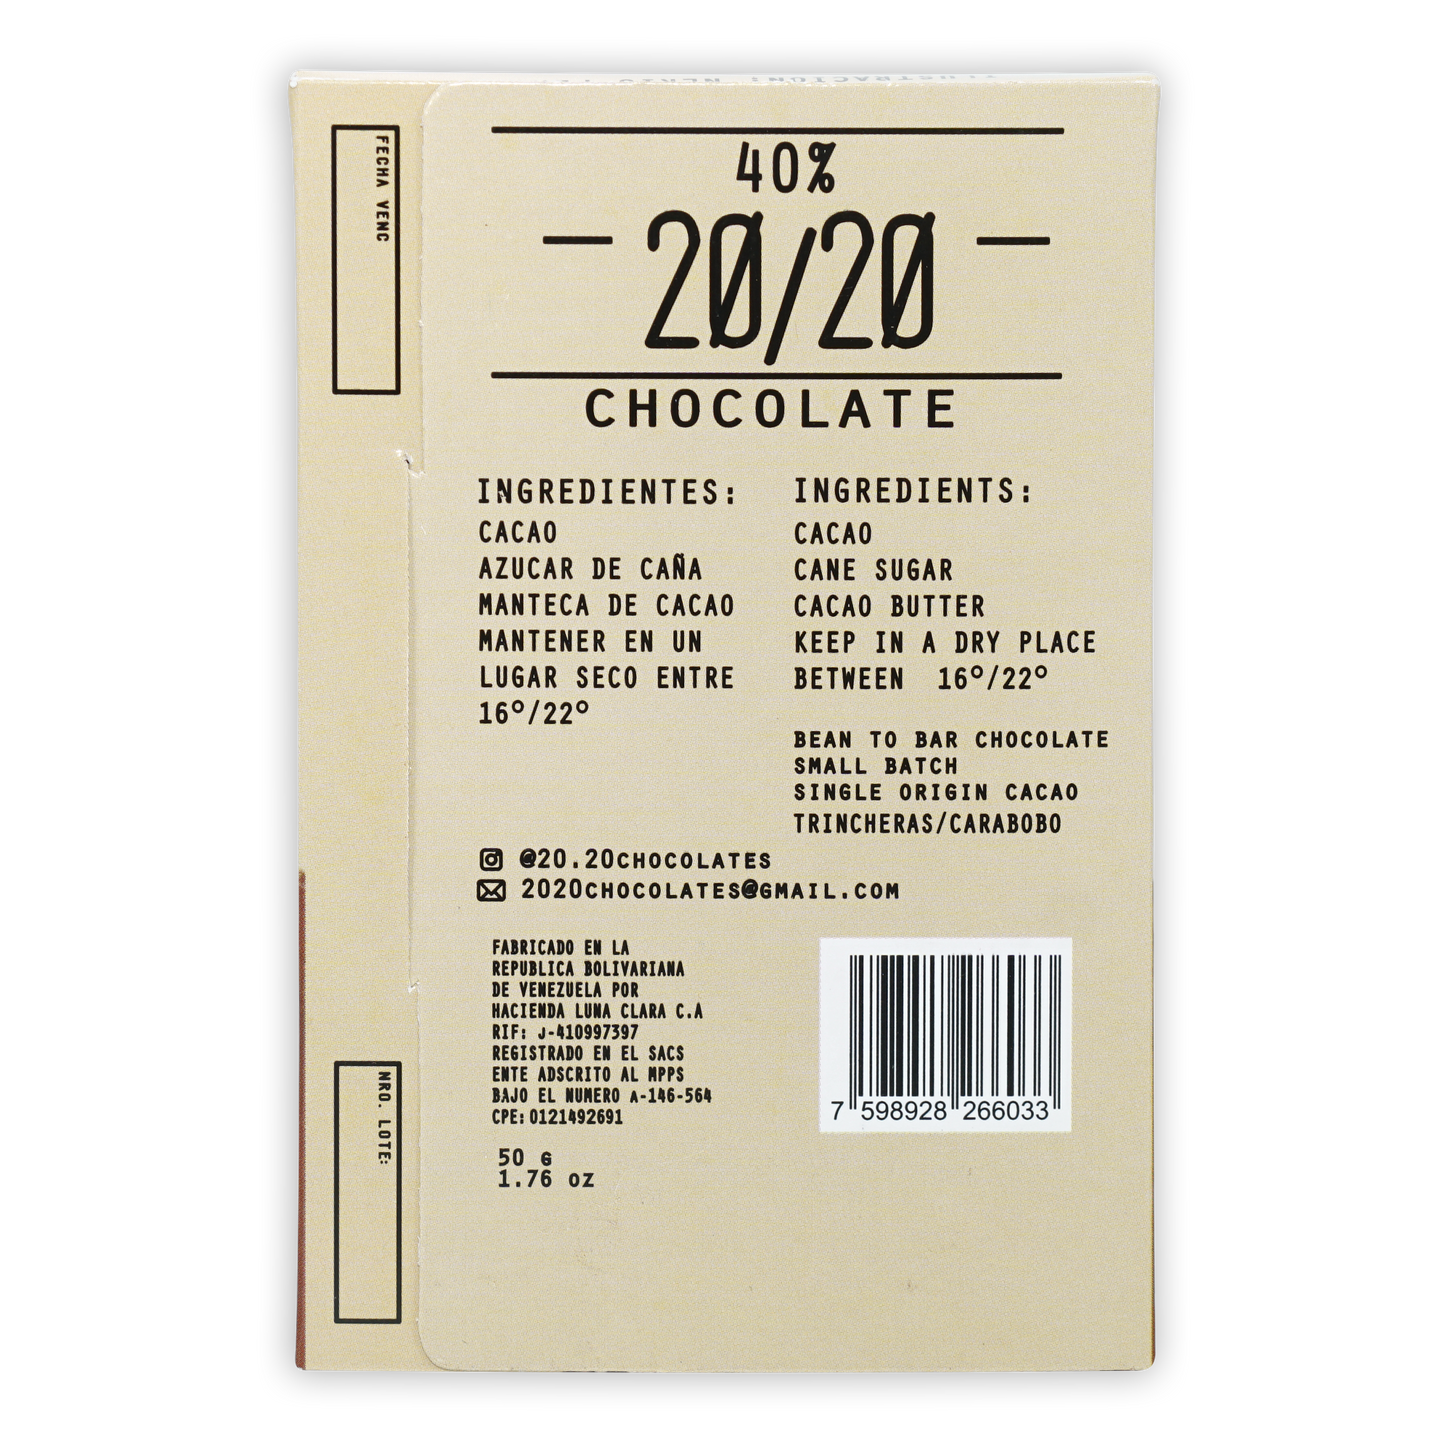 FECHA VENC
NRO. LOTE:
40%
20/20
CHOCOLATE
INGREDIENTES:
CACAO
AZUCAR DE CAÑA
MANTECA DE CACAO
MANTENER EN UN
LUGAR SECO ENTRE
16°/22°
INGREDIENTS:
CACAO
CANE SUGAR
CACAO BUTTER
KEEP IN A DRY PLACE
BETWEEN 16°/22°
BEAN TO BAR CHOCOLATE
SMALL BATCH
SINGLE ORIGIN CACAO
TRINCHERAS/CARABOBO
@20.20CHOCOLATES
2020CHOCOLATES@GMAIL.COM
FABRICADO EN LA
REPUBLICA BOLIVARIANA
DE VENEZUELA POR
HACIENDA LUNA CLARA C.A
RIF: J-410997397
REGISTRADO EN EL SACS
ENTE ADSCRITO AL MPPS
BAJO EL NUMERO A-146-564
CPE: 0121492691
50 G
1.76 OZ
7 598928 266033